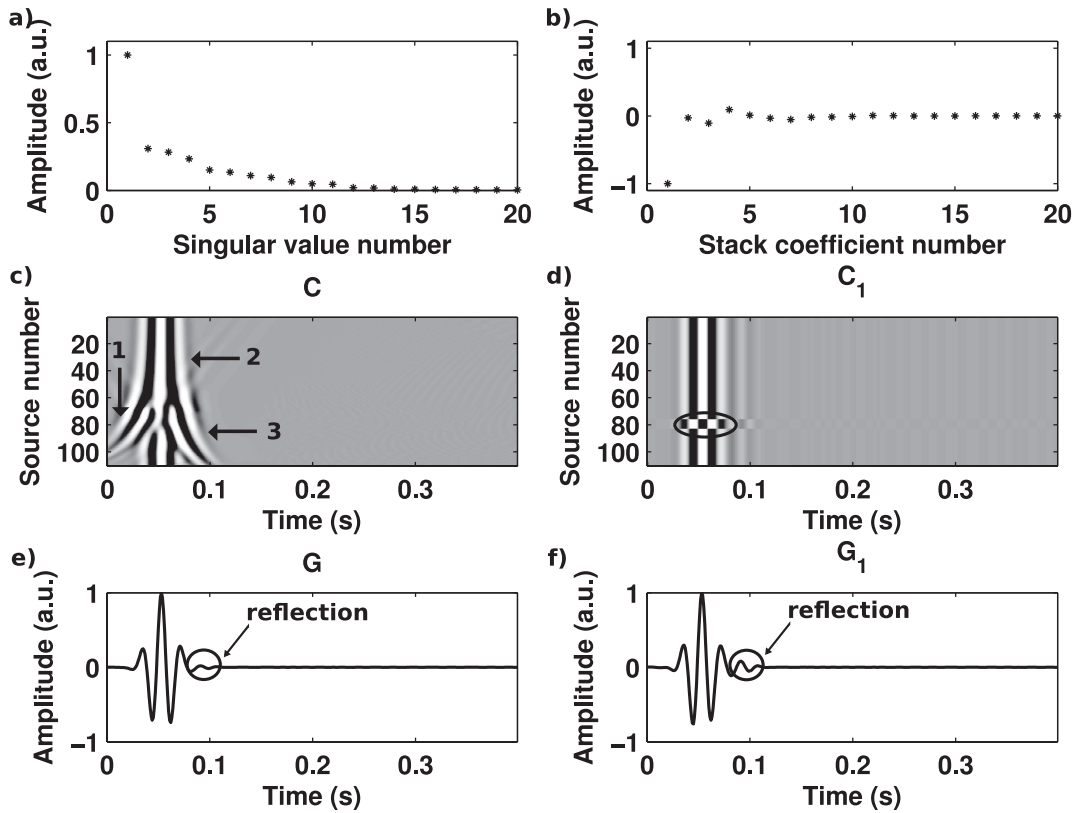 a)
Amplitude (a.u.)
1
0.5
0
0 5 10 15 20
Singular value number
b)
Amplitude (a.u.)
1
0
−1
0 5 10 15 20
Stack coefficient number
c)
C
Source number
20
40
60
80
100
1
2
3
0 0.1 0.2 0.3
Time (s)
d)
C1
Source number
20
40
60
80
100
0 0.1 0.2 0.3
Time (s)
e)
G
Amplitude (a.u.)
1
0
−1
reflection
0 0.1 0.2 0.3
Time (s)
f)
G1
Amplitude (a.u.)
1
0
−1
reflection
0 0.1 0.2 0.3
Time (s)